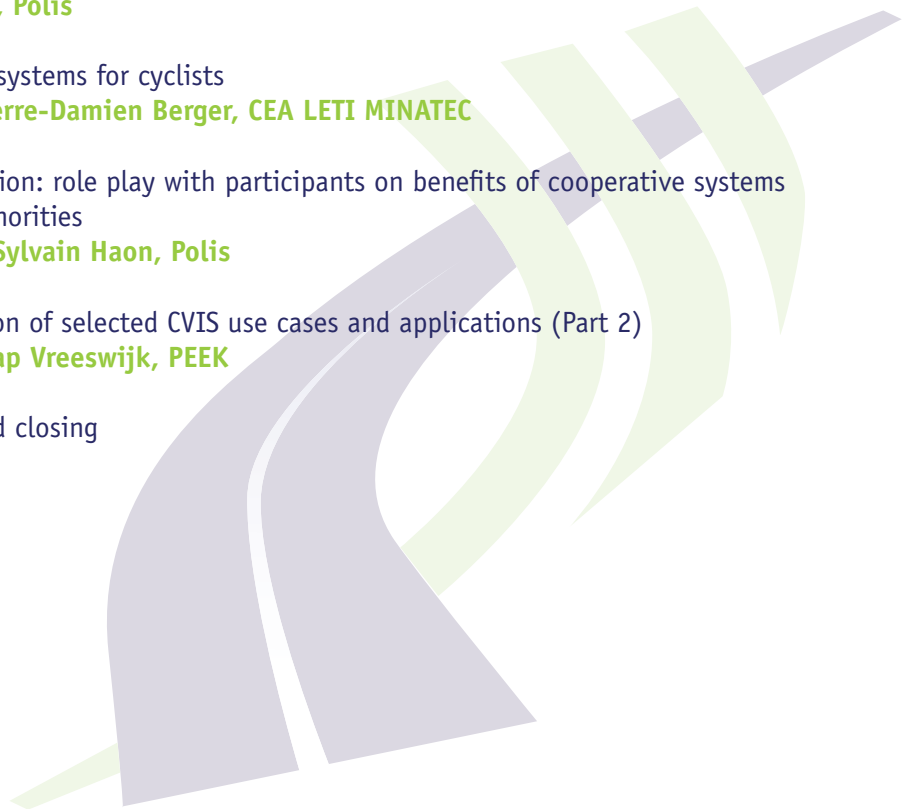 , Polis
systems for cyclists
erre-Damien Berger, CEA LETI MINATEC
ion: role play with participants on benefits of cooperative systems
horities
Sylvain Haon, Polis
on of selected CVIS use cases and applications (Part 2)
ap Vreeswijk, PEEK
d closing